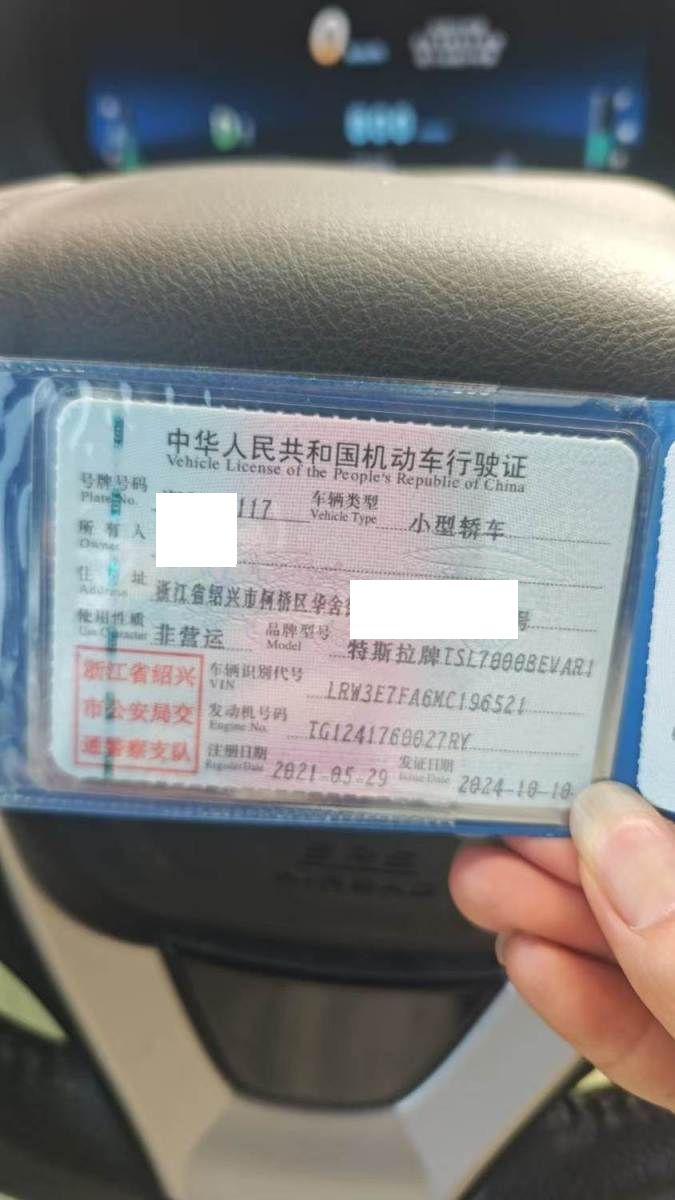 中华人民共和国机动车行驶证
Vehicle License of the People's Republic of China
号牌号码 117 车辆类型 小型轿车
Plate No. Vehicle Type
所有人
Owner
住址 浙江省绍兴市柯桥区华舍 号
Address
使用性质 非营运 品牌型号 特斯拉牌TSL7000BEVAR1
Use Character Model
浙江省绍兴
市公安局交
通警察支队
车辆识别代号 LRW3E7FA6MC196521
VIN
发动机号码 TG1241760027RY
Engine No.
注册日期 2021-05-29 发证日期 2024-10-10
Register Date Issue Date